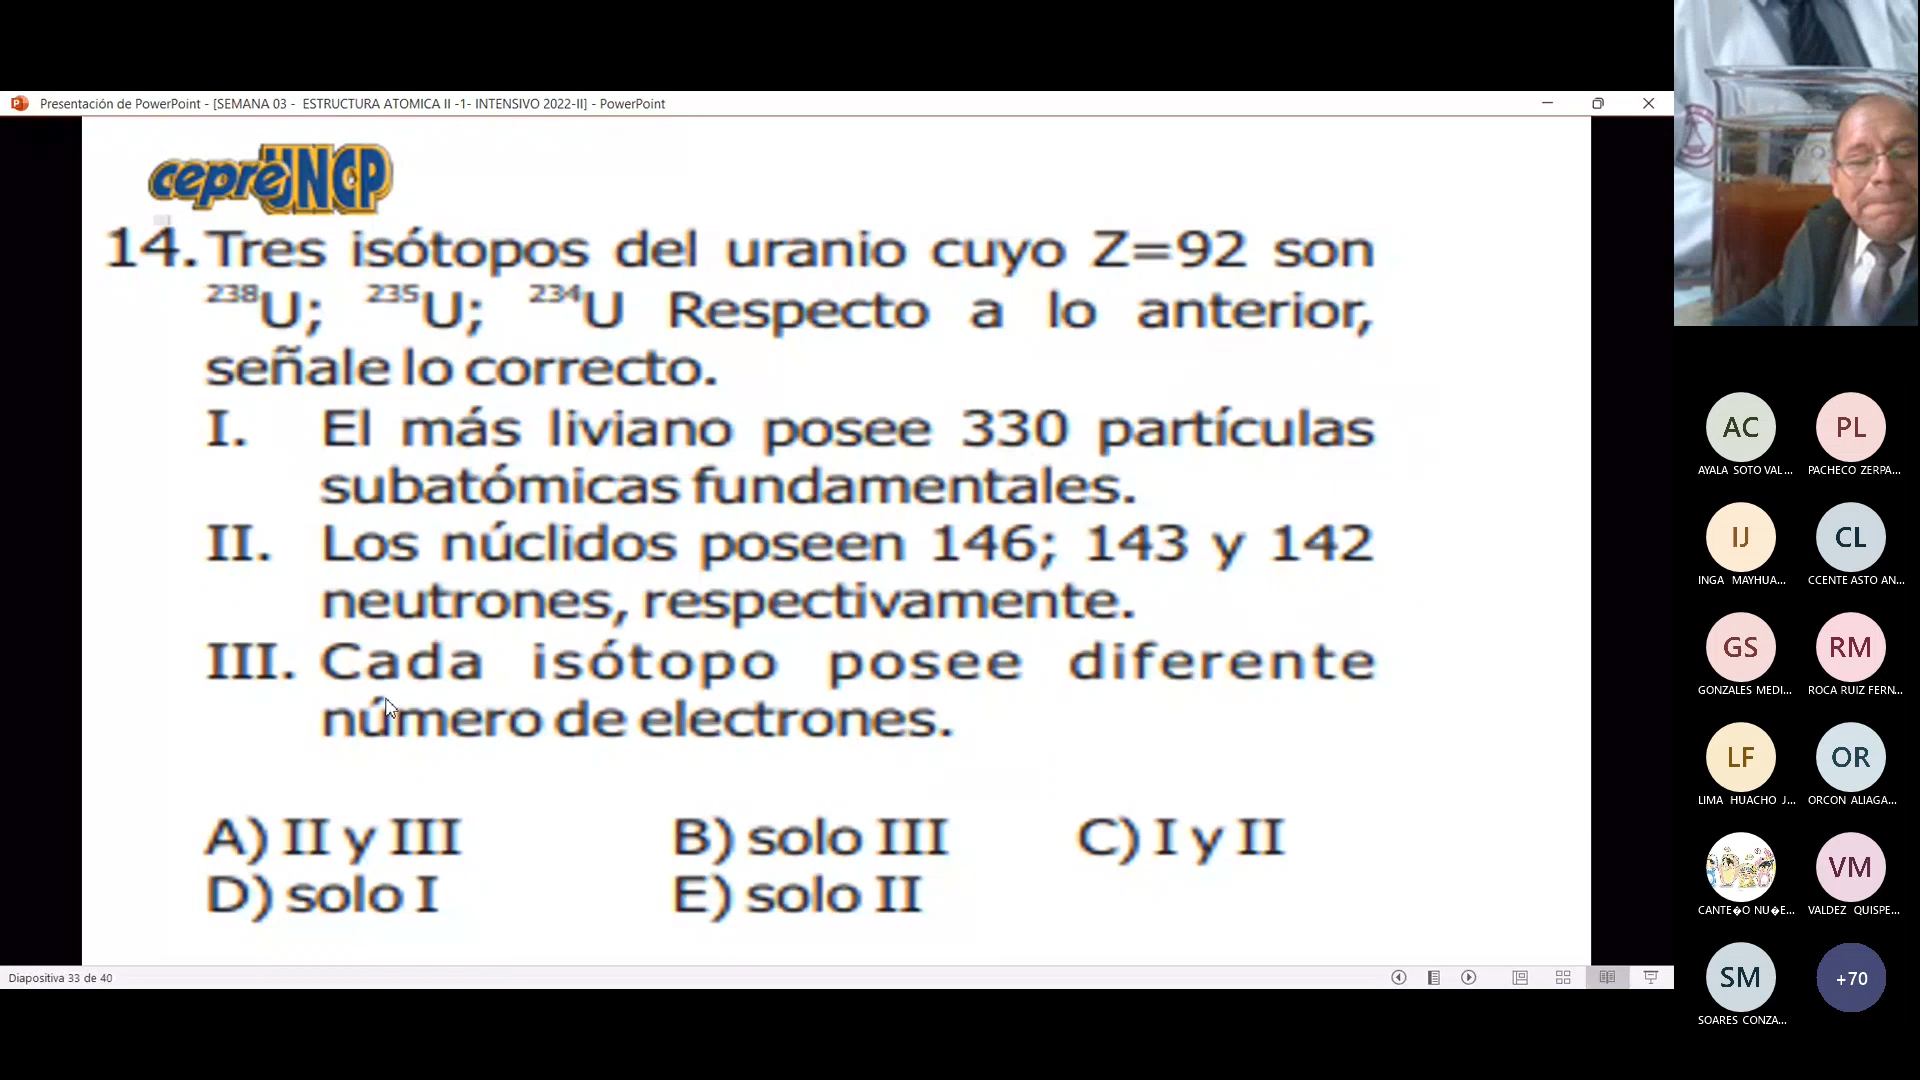 Presentación de PowerPoint - [SEMANA 03 - ESTRUCTURA ATOMICA II -1- INTENSIVO 2022-II] - PowerPoint
cepreUNCP
14. Tres isótopos del uranio cuyo Z=92 son
²³⁸U; ²³⁵U; ²³⁴U Respecto a lo anterior,
señale lo correcto.
I. El más liviano posee 330 partículas
subatómicas fundamentales.
II. Los núclidos poseen 146; 143 y 142
neutrones, respectivamente.
III. Cada isótopo posee diferente
número de electrones.
A) II y III B) solo III C) I y II
D) solo I E) solo II
Diapositiva 33 de 40
AC PL
AYALA SOTO VAL... PACHECO ZERPA...
IJ CL
INGA MAYHUA... CCENTE ASTO AN...
GS RM
GONZALES MEDI... ROCA RUIZ FERN...
LF OR
LIMA HUACHO J... ORCON ALIAGA...
VM
CANTE�O NU�E... VALDEZ QUISPE...
SM +70
SOARES CONZA...